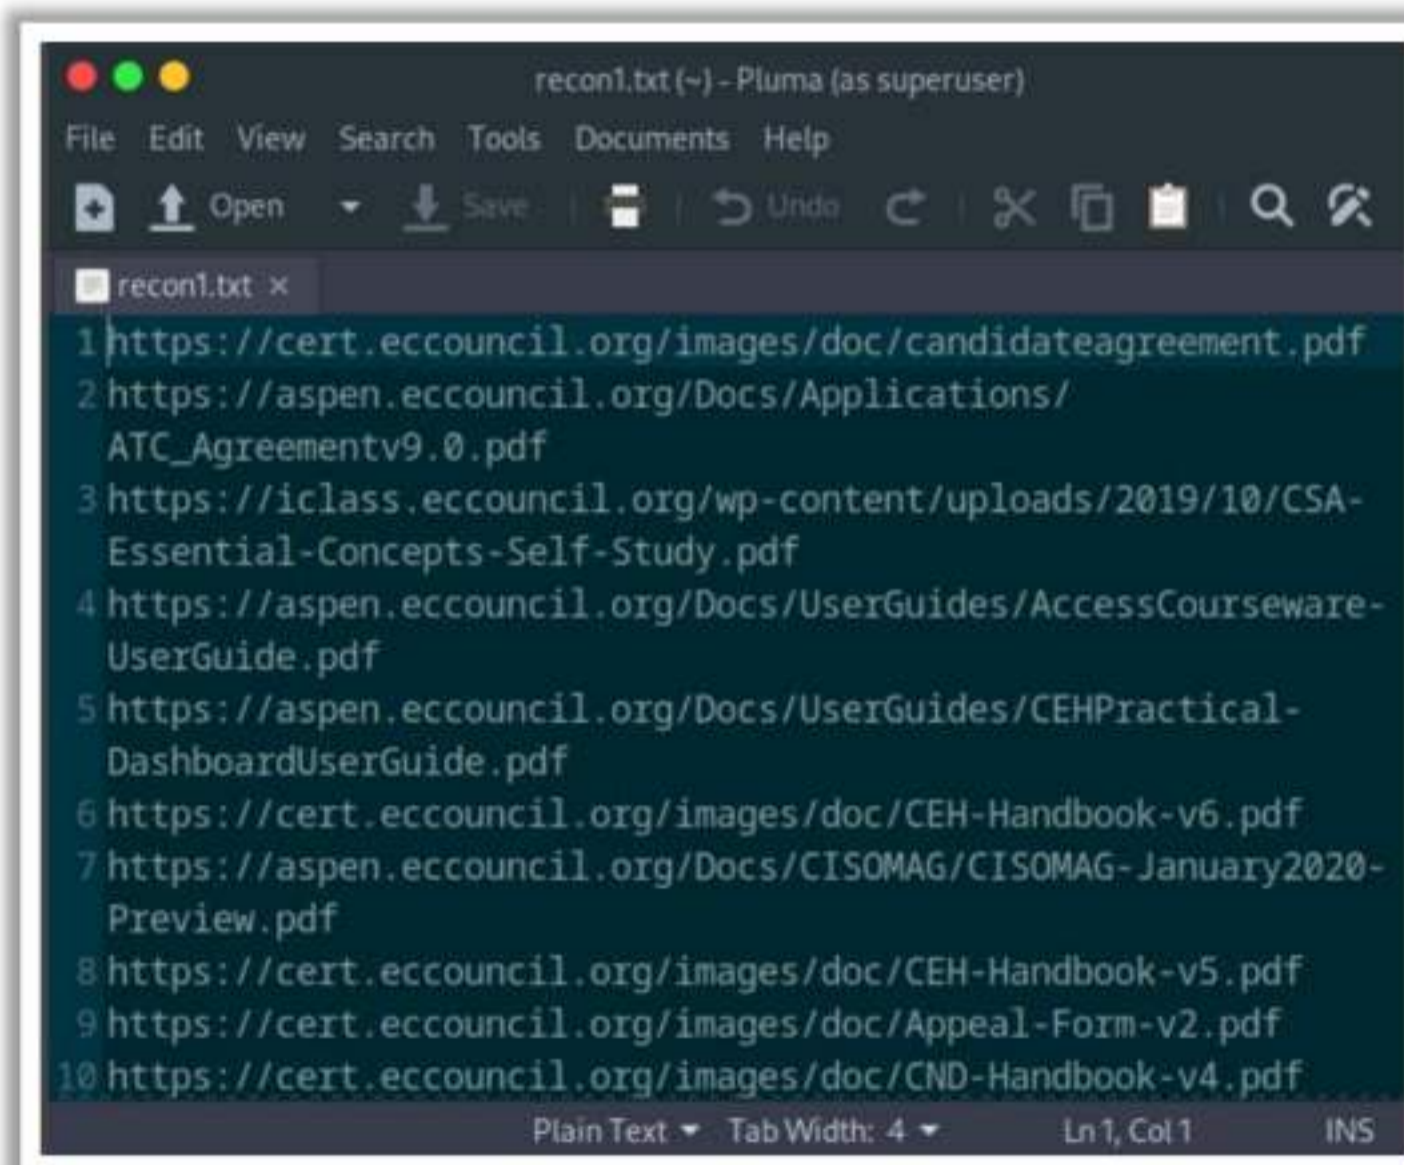 recon1.txt (~) - Pluma (as superuser)
File Edit View Search Tools Documents Help
Open Save Undo
recon1.txt ×
1 https://cert.eccouncil.org/images/doc/candidateagreement.pdf
2 https://aspen.eccouncil.org/Docs/Applications/
ATC_Agreementv9.0.pdf
3 https://iclass.eccouncil.org/wp-content/uploads/2019/10/CSA-
Essential-Concepts-Self-Study.pdf
4 https://aspen.eccouncil.org/Docs/UserGuides/AccessCourseware-
UserGuide.pdf
5 https://aspen.eccouncil.org/Docs/UserGuides/CEHPractical-
DashboardUserGuide.pdf
6 https://cert.eccouncil.org/images/doc/CEH-Handbook-v6.pdf
7 https://aspen.eccouncil.org/Docs/CISOMAG/CISOMAG-January2020-
Preview.pdf
8 https://cert.eccouncil.org/images/doc/CEH-Handbook-v5.pdf
9 https://cert.eccouncil.org/images/doc/Appeal-Form-v2.pdf
10 https://cert.eccouncil.org/images/doc/CND-Handbook-v4.pdf
Plain Text Tab Width: 4 Ln 1, Col 1 INS